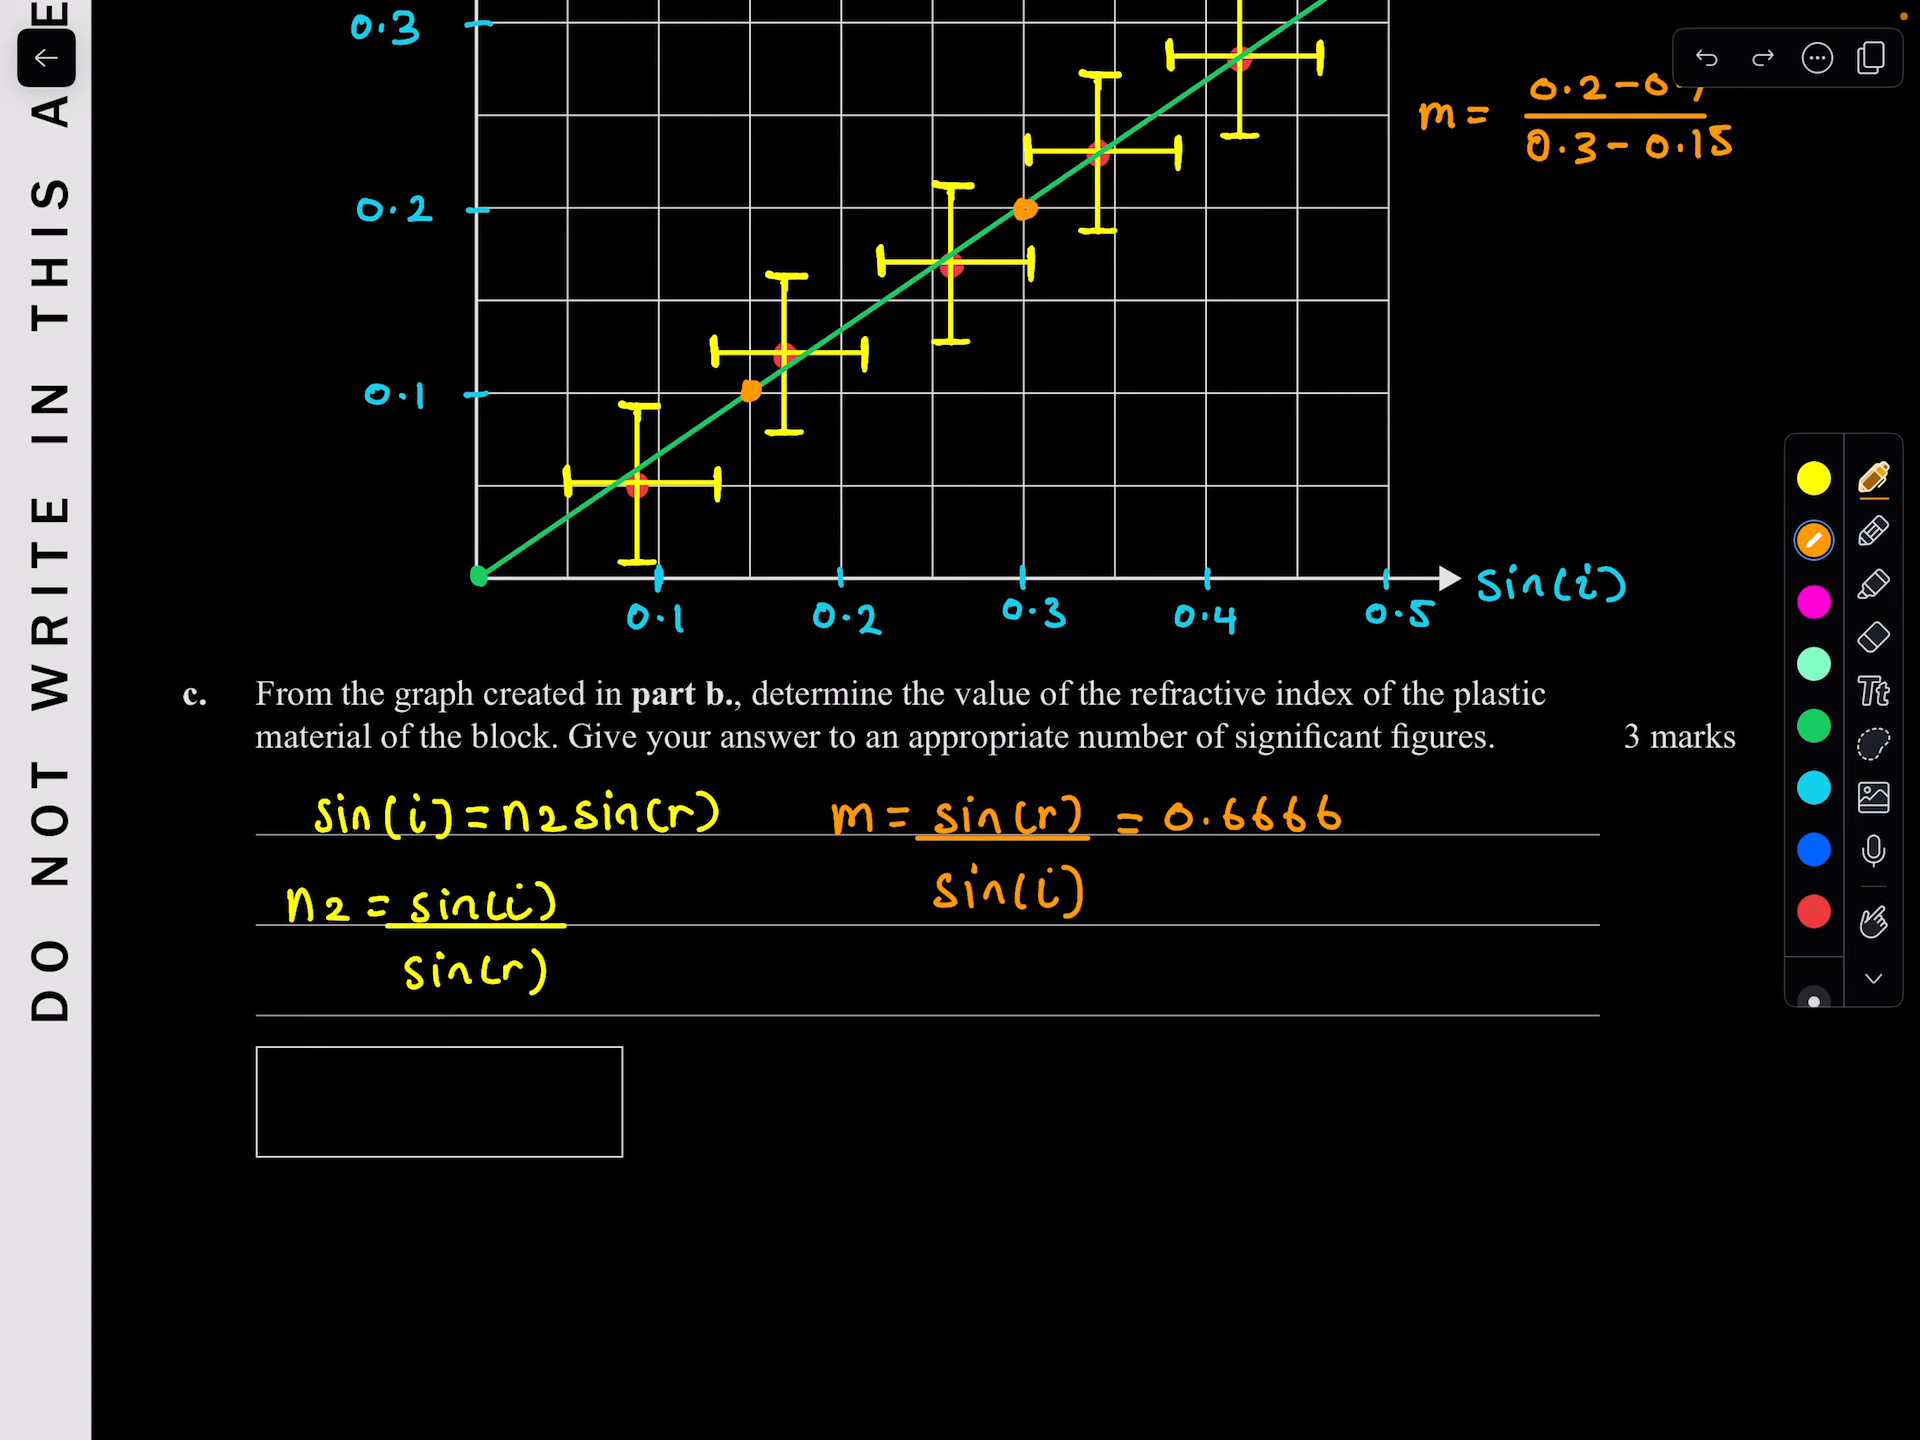 DO NOT WRITE IN THIS A E
0.3
0.2
0.1
m = 0.2 - 0.
0.3 - 0.15
0.1 0.2 0.3 0.4 0.5 sin(i)
c. From the graph created in part b., determine the value of the refractive index of the plastic
material of the block. Give your answer to an appropriate number of significant figures. 3 marks
sin(i) = n2 sin(r) m = sin(r) = 0.6666
sin(i)
n2 = sin(i)
sin(r)
Tt